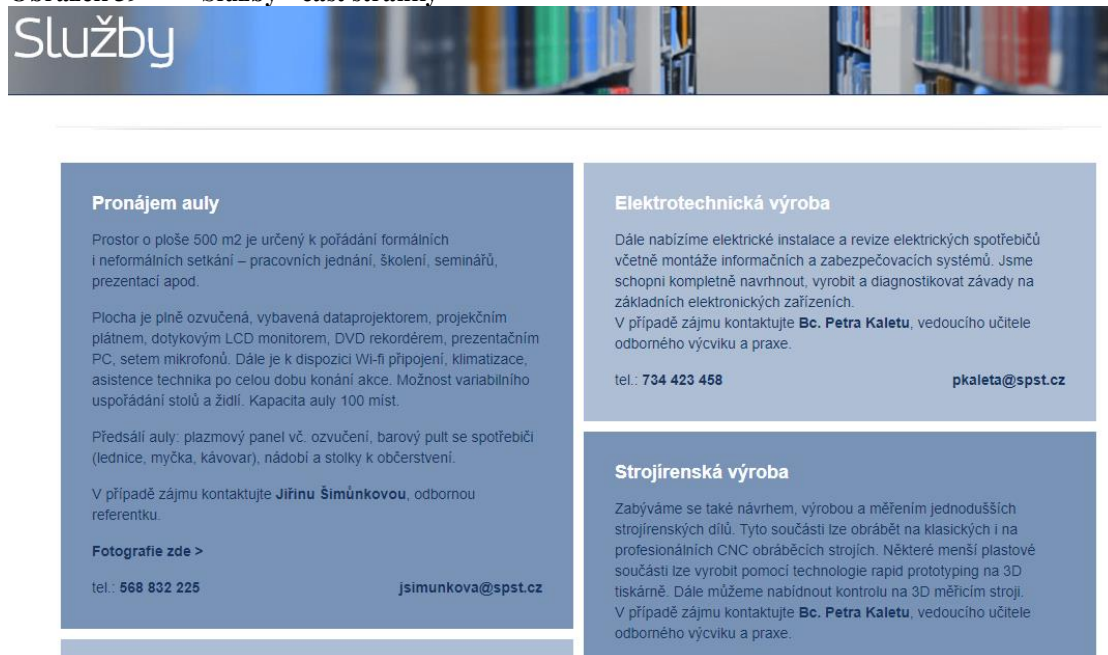 Služby
Pronájem auly
Prostor o ploše 500 m2 je určený k pořádání formálních
i neformálních setkání – pracovních jednání, školení, seminářů,
prezentací apod.
Plocha je plně ozvučená, vybavená dataprojektorem, projekčním
plátnem, dotykovým LCD monitorem, DVD rekordérem, prezentačním
PC, setem mikrofonů. Dále je k dispozici Wi-fi připojení, klimatizace,
asistence technika po celou dobu konání akce. Možnost variabilního
uspořádání stolů a židlí. Kapacita auly 100 míst.
Předsálí auly: plazmový panel vč. ozvučení, barový pult se spotřebiči
(lednice, myčka, kávovar), nádobí a stolky k občerstvení.
V případě zájmu kontaktujte Jiřinu Šimůnkovou, odbornou
referentku.
Fotografie zde >
tel.: 568 832 225 jsimunkova@spst.cz
Elektrotechnická výroba
Dále nabízíme elektrické instalace a revize elektrických spotřebičů
včetně montáže informačních a zabezpečovacích systémů. Jsme
schopni kompletně navrhnout, vyrobit a diagnostikovat závady na
základních elektronických zařízeních.
V případě zájmu kontaktujte Bc. Petra Kaletu, vedoucího učitele
odborného výcviku a praxe.
tel.: 734 423 458 pkaleta@spst.cz
Strojírenská výroba
Zabýváme se také návrhem, výrobou a měřením jednodušších
strojírenských dílů. Tyto součásti lze obrábět na klasických i na
profesionálních CNC obráběcích strojích. Některé menší plastové
součásti lze vyrobit pomocí technologie rapid prototyping na 3D
tiskárně. Dále můžeme nabídnout kontrolu na 3D měřicím stroji.
V případě zájmu kontaktujte Bc. Petra Kaletu, vedoucího učitele
odborného výcviku a praxe.